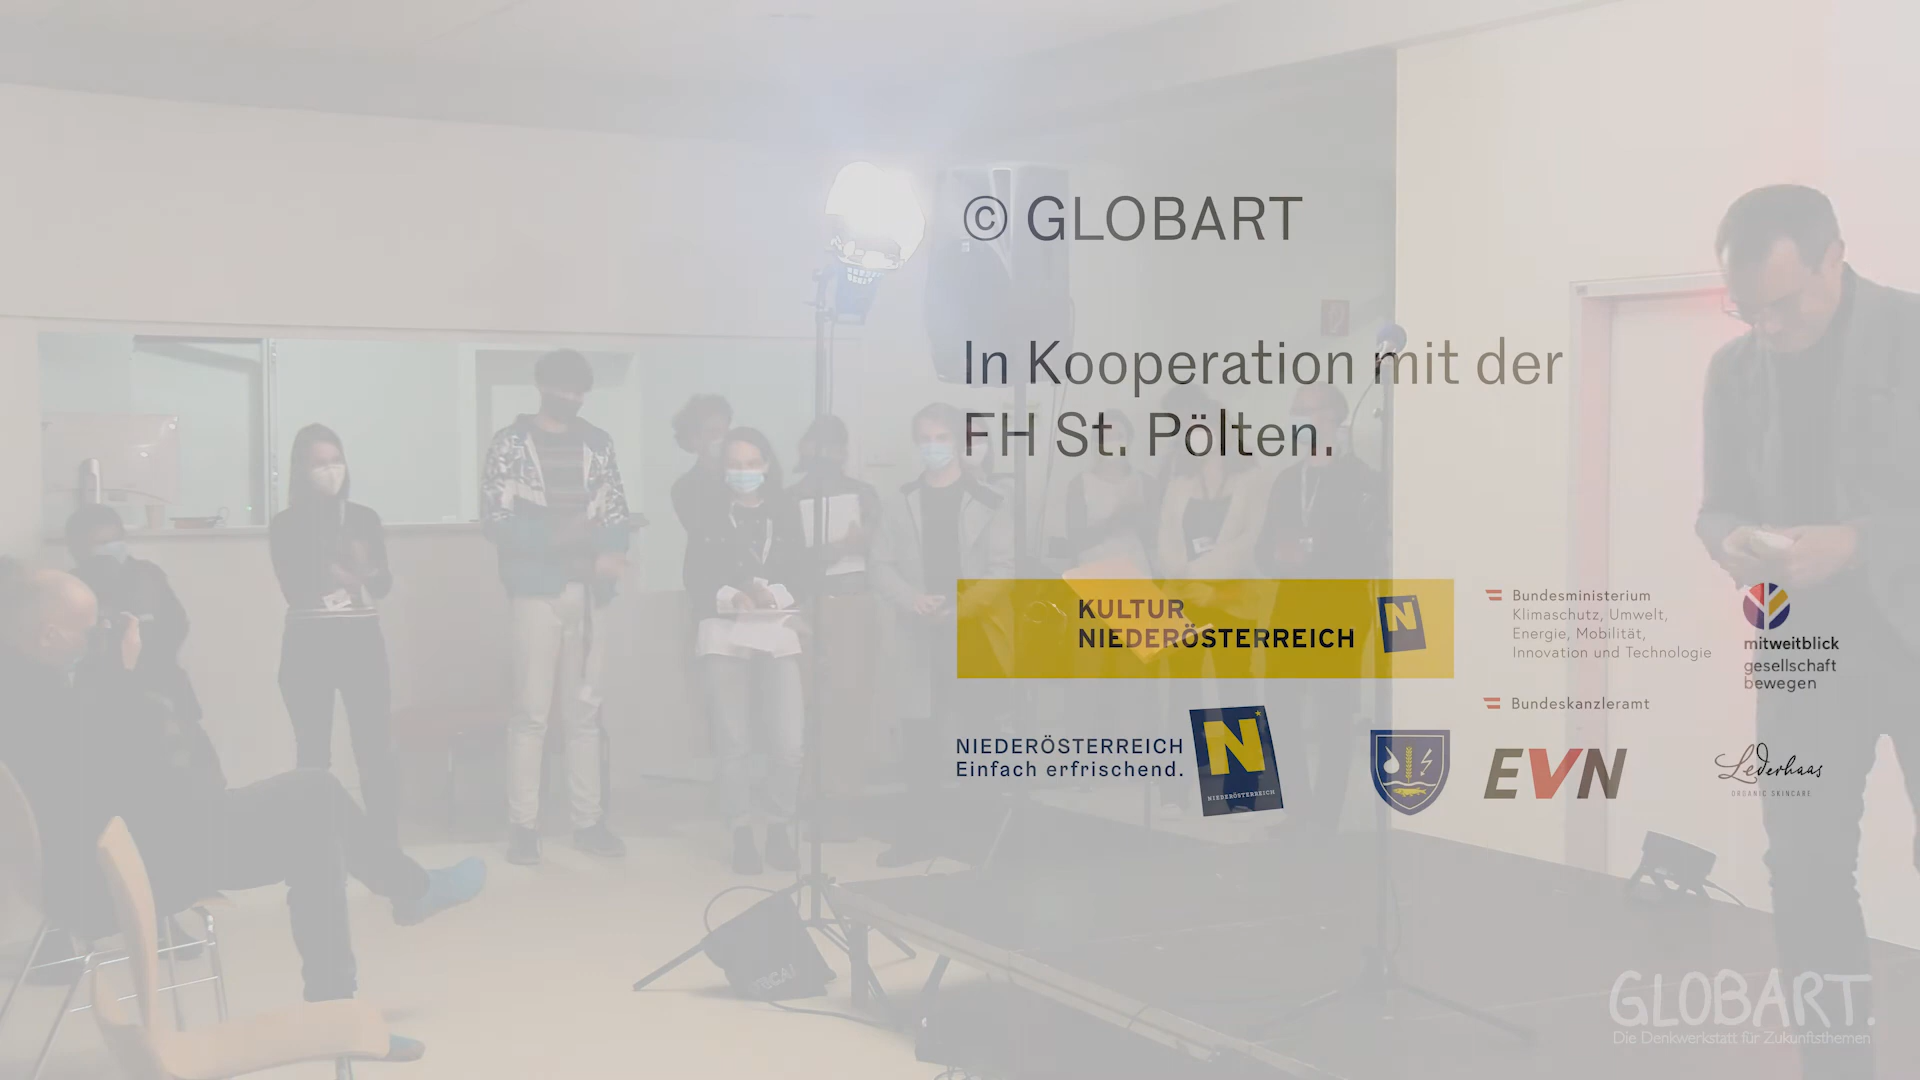 © GLOBART
In Kooperation mit der
FH St. Pölten.
KULTUR
NIEDERÖSTERREICH
N
Bundesministerium
Klimaschutz, Umwelt,
Energie, Mobilität,
Innovation und Technologie
mitweitblick
gesellschaft
bewegen
Bundeskanzleramt
NIEDERÖSTERREICH
Einfach erfrischend.
N
NIEDERÖSTERREICH
EVN
Lederhaas
ORGANIC SKINCARE
GLOBART.
Die Denkwerkstatt für Zukunftsthemen